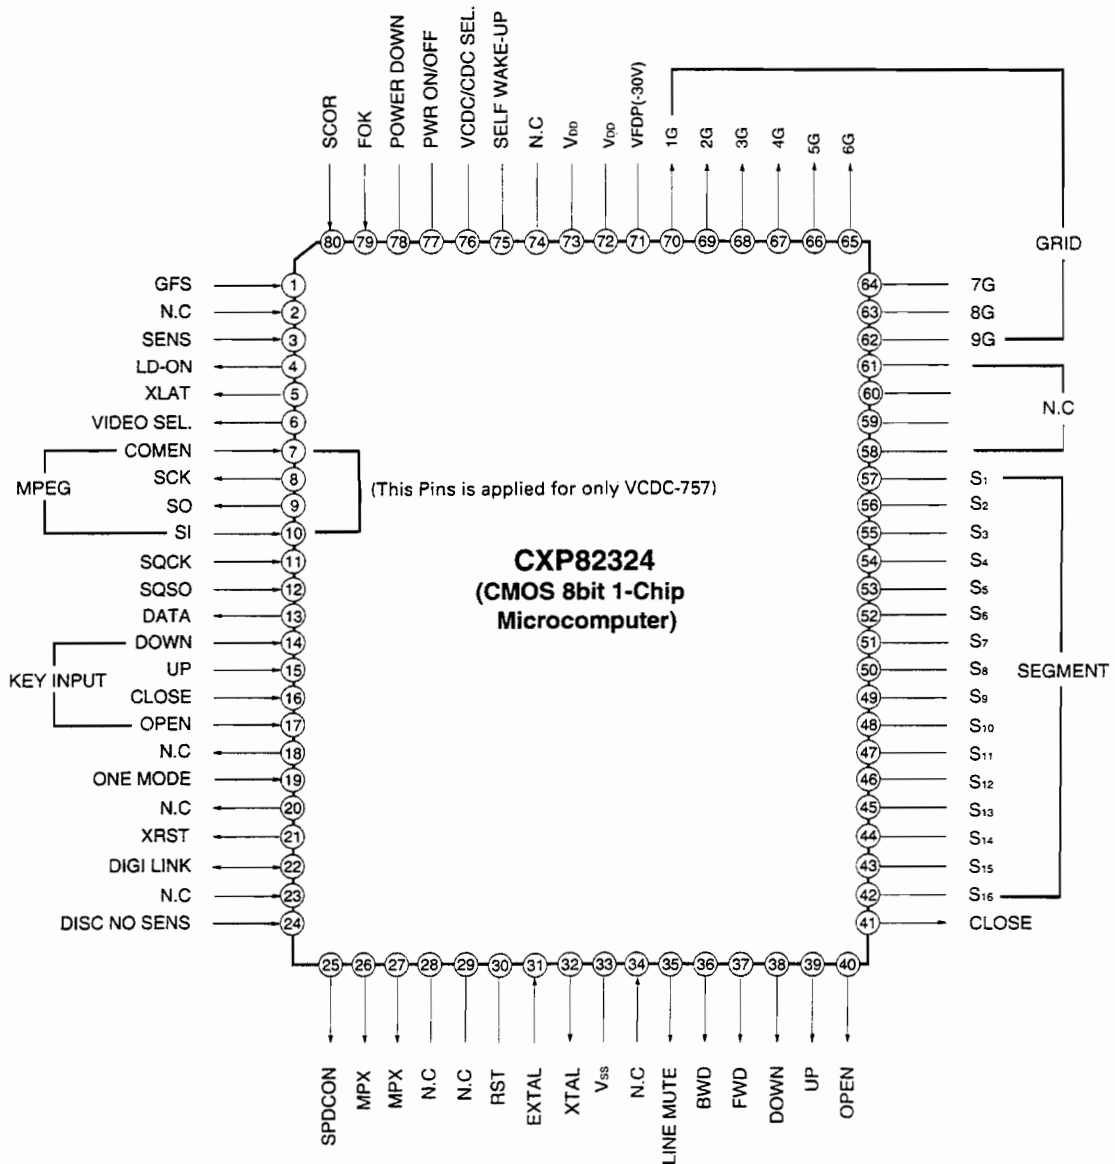 SCOR
FOK
POWER DOWN
PWR ON/OFF
VCDC/CDC SEL.
SELF WAKE-UP
N.C
VDD
VDD
VFDP(-30V)
1G
2G
3G
4G
5G
6G
80 79 78 77 76 75 74 73 72 71 70 69 68 67 66 65
GRID
GFS 1
N.C 2
SENS 3
LD-ON 4
XLAT 5
VIDEO SEL. 6
COMEN 7
SCK 8
MPEG
SO 9
SI 10
(This Pins is applied for only VCDC-757)
SQCK 11
SQSO 12
DATA 13
DOWN 14
UP 15
KEY INPUT
CLOSE 16
OPEN 17
N.C 18
ONE MODE 19
N.C 20
XRST 21
DIGI LINK 22
N.C 23
DISC NO SENS 24
CXP82324
(CMOS 8bit 1-Chip
Microcomputer)
64 7G
63 8G
62 9G
61
60
N.C
59
58
57 S1
56 S2
55 S3
54 S4
53 S5
52 S6
51 S7
50 S8
SEGMENT
49 S9
48 S10
47 S11
46 S12
45 S13
44 S14
43 S15
42 S16
41 CLOSE
25 26 27 28 29 30 31 32 33 34 35 36 37 38 39 40
SPDCON
MPX
MPX
N.C
N.C
RST
EXTAL
XTAL
VSS
N.C
LINE MUTE
BWD
FWD
DOWN
UP
OPEN